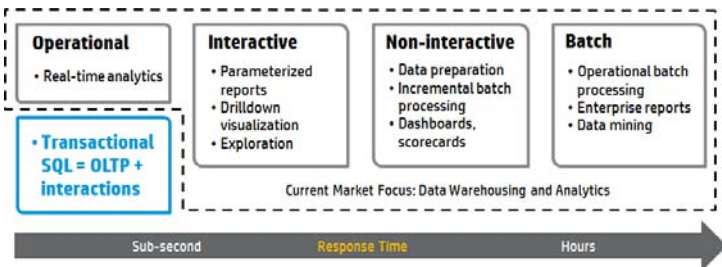 Operational
• Real-time analytics
• Transactional
SQL = OLTP +
interactions
Interactive
• Parameterized
reports
• Drilldown
visualization
• Exploration
Non-interactive
• Data preparation
• Incremental batch
processing
• Dashboards,
scorecards
Batch
• Operational batch
processing
• Enterprise reports
• Data mining
Current Market Focus: Data Warehousing and Analytics
Sub-second Response Time Hours